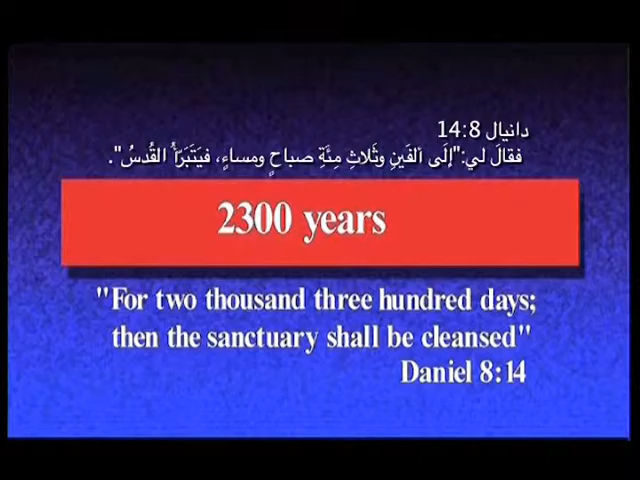 دانيال 14:8
فقالَ لي:"إلَى ألفَينِ وثَلاثِ مِئَةِ صباحٍ ومساءٍ، فيَتَبَرّأُ القُدسُ".
2300 years
"For two thousand three hundred days;
then the sanctuary shall be cleansed"
Daniel 8:14